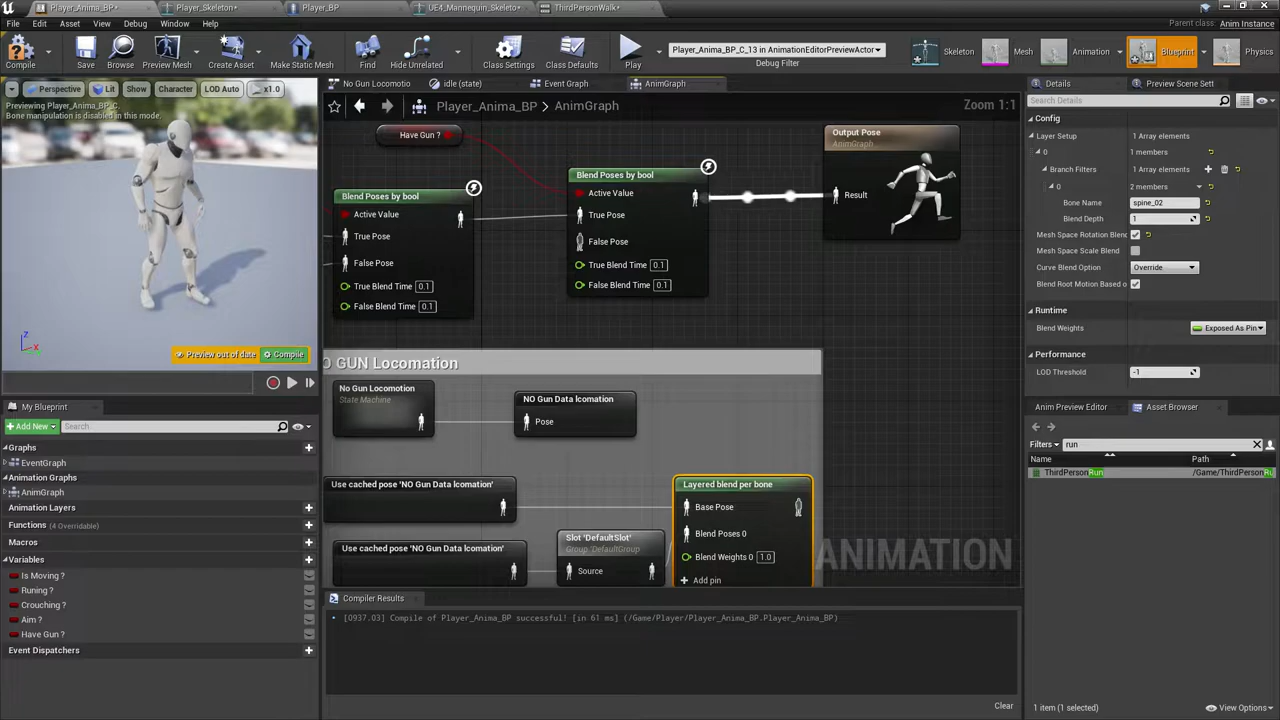 Player_Anima_BP*
Player_Skeleton*
Player_BP
UE4_Mannequin_Skeleto*
ThirdPersonWalk*
File
Edit
Asset
View
Debug
Window
Help
Parent class: Anim Instance
Compile
Save
Browse
Preview Mesh
Create Asset
Make Static Mesh
Find
Hide Unrelated
Class Settings
Class Defaults
Play
Player_Anima_BP_C_13 in AnimationEditorPreviewActor
Debug Filter
Skeleton
Mesh
Animation
Blueprint
Physics
Perspective
Lit
Show
Character
LOD Auto
x1.0
Previewing Player_Anima_BP_C.
Bone manipulation is disabled in this mode.
Z
X
Preview out of date
Compile
No Gun Locomotio
idle (state)
Event Graph
AnimGraph
Player_Anima_BP > AnimGraph
Zoom 1:1
Have Gun ?
Blend Poses by bool
Active Value
True Pose
False Pose
True Blend Time 0.1
False Blend Time 0.1
Blend Poses by bool
Active Value
True Pose
False Pose
True Blend Time 0.1
False Blend Time 0.1
Output Pose
AnimGraph
Result
O GUN Locomation
No Gun Locomotion
State Machine
NO Gun Data lcomation
Pose
Use cached pose 'NO Gun Data lcomation'
Use cached pose 'NO Gun Data lcomation'
Slot 'DefaultSlot'
Group 'DefaultGroup
Source
Layered blend per bone
Base Pose
Blend Poses 0
Blend Weights 0 1.0
Add pin
ANIMATION
My Blueprint
Add New
Search
Graphs
EventGraph
Animation Graphs
AnimGraph
Animation Layers
Functions (4 Overridable)
Macros
Variables
Is Moving ?
Runing ?
Crouching ?
Aim ?
Have Gun ?
Event Dispatchers
Compiler Results
[0937.03] Compile of Player_Anima_BP successful! [in 61 ms] (/Game/Player/Player_Anima_BP.Player_Anima_BP)
Clear
Details
Preview Scene Sett
Search Details
Config
Layer Setup 1 Array elements
0 1 members
Branch Filters 1 Array elements
0 2 members
Bone Name spine_02
Blend Depth 1
Mesh Space Rotation Blen
Mesh Space Scale Blend
Curve Blend Option Override
Blend Root Motion Based o
Runtime
Blend Weights Exposed As Pin
Performance
LOD Threshold -1
Anim Preview Editor
Asset Browser
Filters
run
Name
Path
ThirdPersonRun
/Game/ThirdPersonRu
1 item (1 selected)
View Options